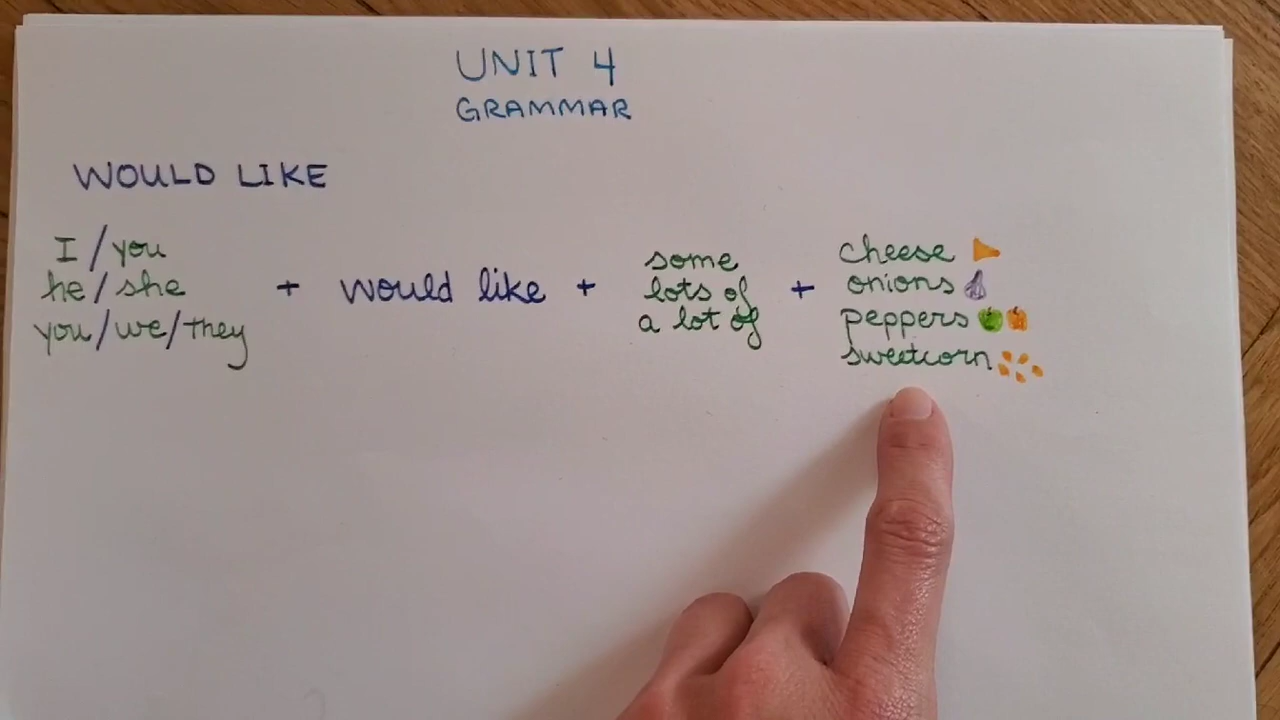 UNIT 4
GRAMMAR
WOULD LIKE
I / you
he / she
you / we / they
+ would like +
some
lots of
a lot of
+
cheese
onions
peppers
sweetcorn